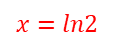 x = ln2